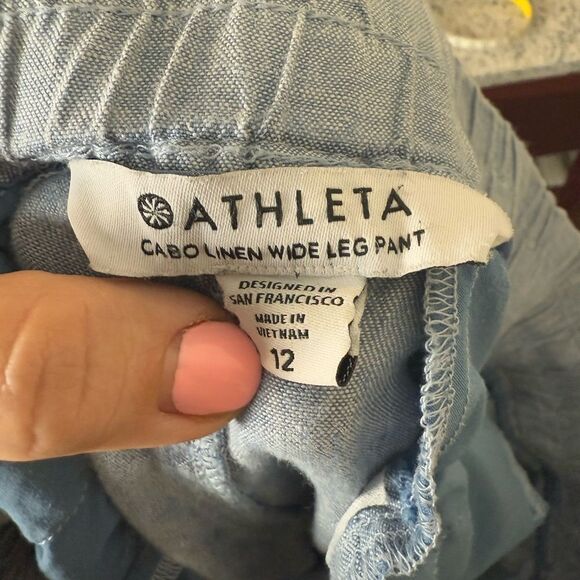 ATHLETA
CABO LINEN WIDE LEG PANT
DESIGNED IN
SAN FRANCISCO
MADE IN
VIETNAM
12